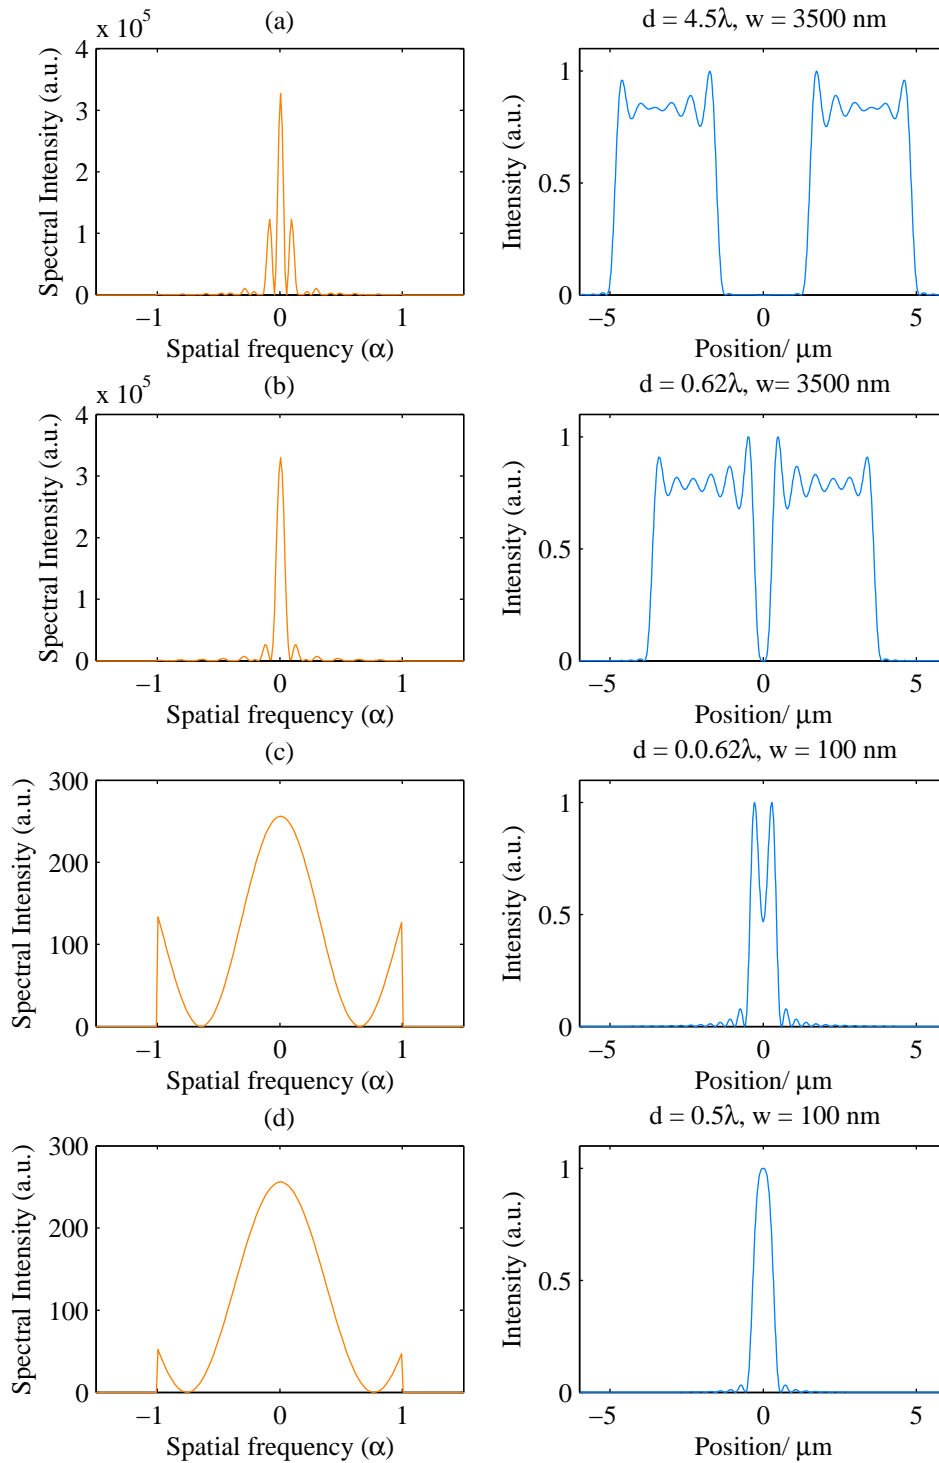 (a)
x 10^5
4
3
2
1
0
−1 0 1
Spectral Intensity (a.u.)
Spatial frequency (α)
d = 4.5λ, w = 3500 nm
1
0.5
0
−5 0 5
Intensity (a.u.)
Position/ μm
(b)
x 10^5
4
3
2
1
0
−1 0 1
Spectral Intensity (a.u.)
Spatial frequency (α)
d = 0.62λ, w= 3500 nm
1
0.5
0
−5 0 5
Intensity (a.u.)
Position/ μm
(c)
300
200
100
0
−1 0 1
Spectral Intensity (a.u.)
Spatial frequency (α)
d = 0.0.62λ, w = 100 nm
1
0.5
0
−5 0 5
Intensity (a.u.)
Position/ μm
(d)
300
200
100
0
−1 0 1
Spectral Intensity (a.u.)
Spatial frequency (α)
d = 0.5λ, w = 100 nm
1
0.5
0
−5 0 5
Intensity (a.u.)
Position/ μm